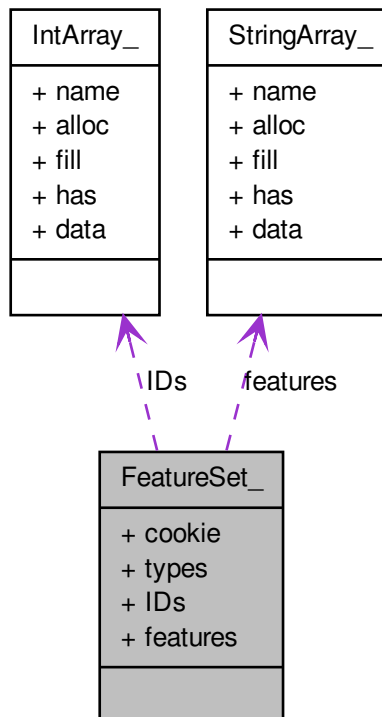 IntArray_
+ name
+ alloc
+ fill
+ has
+ data
StringArray_
+ name
+ alloc
+ fill
+ has
+ data
IDs
features
FeatureSet_
+ cookie
+ types
+ IDs
+ features